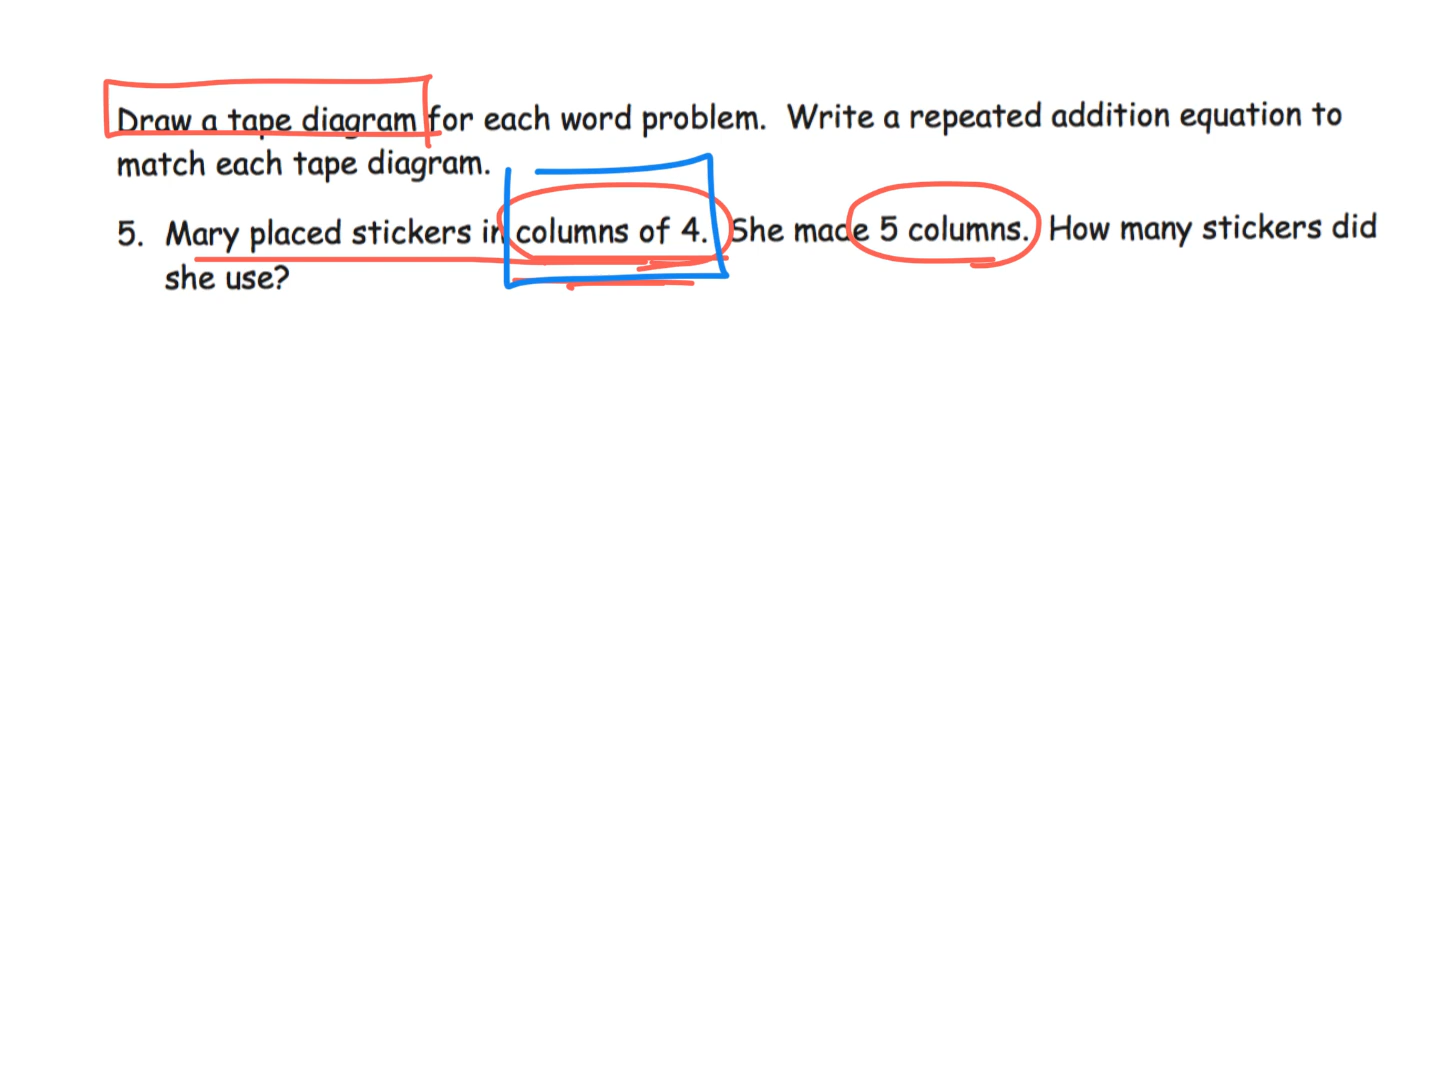 Draw a tape diagram for each word problem. Write a repeated addition equation to
match each tape diagram.
5. Mary placed stickers in columns of 4. She made 5 columns. How many stickers did
she use?